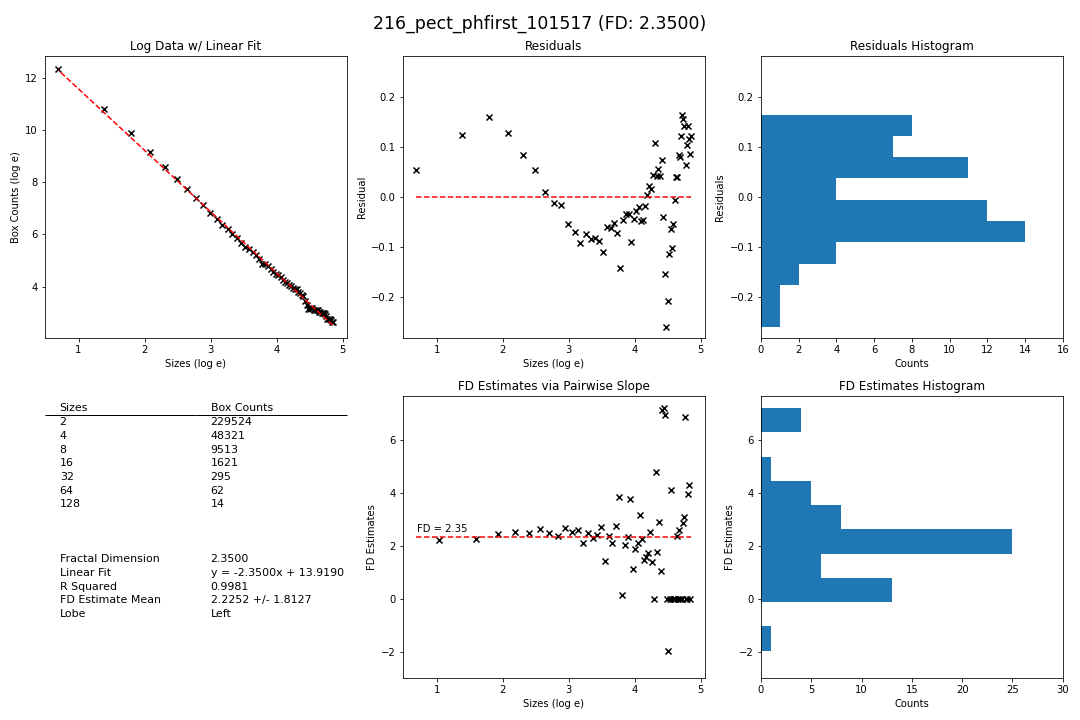 216_pect_phfirst_101517 (FD: 2.3500)
Log Data w/ Linear Fit
Box Counts (log e)
12
10
8
6
4
1 2 3 4 5
Sizes (log e)
Residuals
Residual
0.2
0.1
0.0
−0.1
−0.2
1 2 3 4 5
Sizes (log e)
Residuals Histogram
Residuals
0.2
0.1
0.0
−0.1
−0.2
0 2 4 6 8 10 12 14 16
Counts
Sizes Box Counts
2 229524
4 48321
8 9513
16 1621
32 295
64 62
128 14
Fractal Dimension 2.3500
Linear Fit y = -2.3500x + 13.9190
R Squared 0.9981
FD Estimate Mean 2.2252 +/- 1.8127
Lobe Left
FD Estimates via Pairwise Slope
FD Estimates
6
4
FD = 2.35
2
0
−2
1 2 3 4 5
Sizes (log e)
FD Estimates Histogram
FD Estimates
6
4
2
0
−2
0 5 10 15 20 25 30
Counts